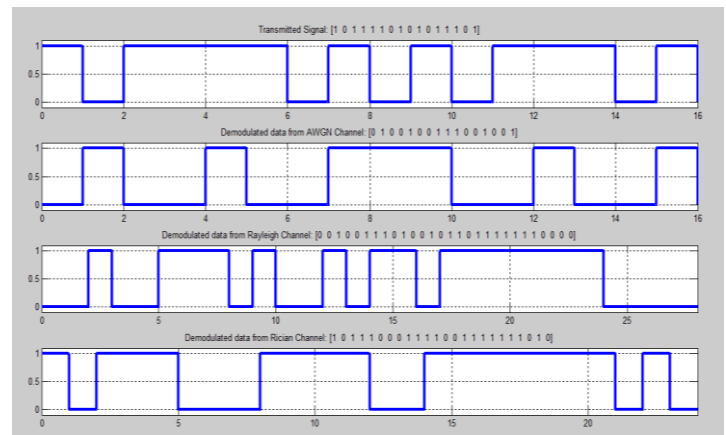 Transmitted Signal: [1 0 1 1 1 1 0 1 0 1 0 1 1 1 0 1]
1
0.5
0
0 2 4 6 8 10 12 14 16
Demodulated data from AWGN Channel: [0 1 0 0 1 0 0 1 1 1 0 0 1 0 0 1]
1
0.5
0
0 2 4 6 8 10 12 14 16
Demodulated data from Rayleigh Channel: [0 0 1 0 0 1 1 1 0 1 0 0 1 0 1 1 0 1 1 1 1 1 1 1 0 0 0 0]
1
0.5
0
0 5 10 15 20 25
Demodulated data from Rician Channel: [1 0 1 1 1 0 0 0 1 1 1 1 0 0 1 1 1 1 1 1 1 0 1 0]
1
0.5
0
0 5 10 15 20